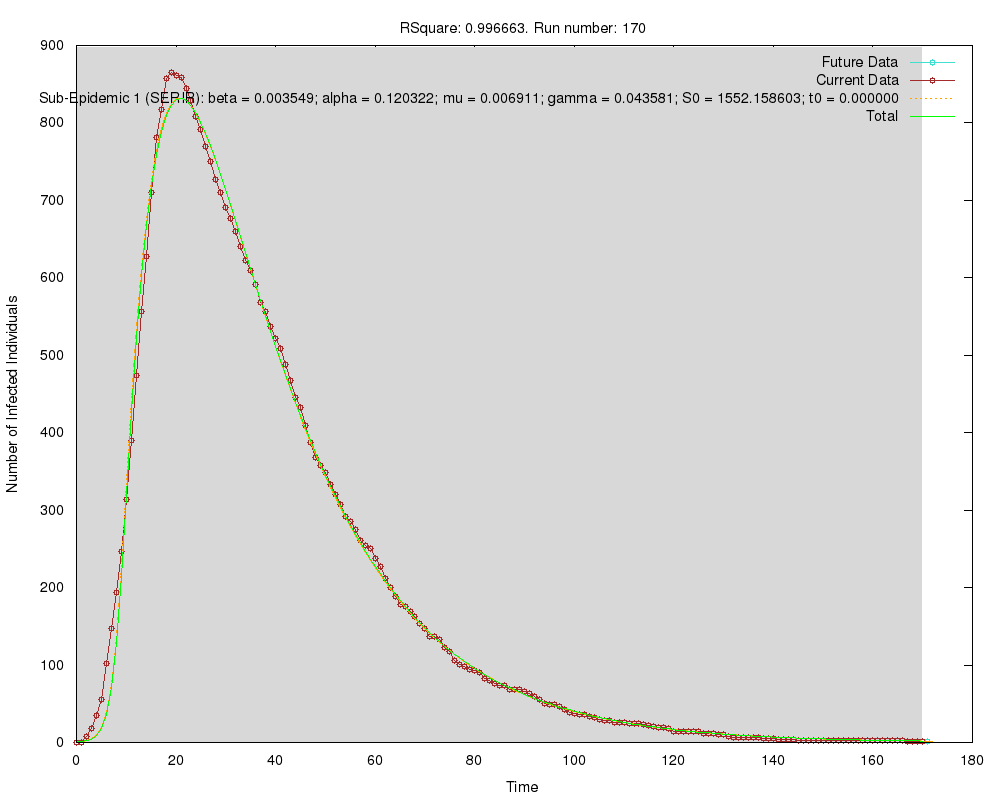 RSquare: 0.996663. Run number: 170
900
Future Data
Current Data
Sub-Epidemic 1 (SEPIR): beta = 0.003549; alpha = 0.120322; mu = 0.006911; gamma = 0.043581; S0 = 1552.158603; t0 = 0.000000
Total
800
700
600
500
400
300
200
100
0
Number of Infected Individuals
0 20 40 60 80 100 120 140 160 180
Time